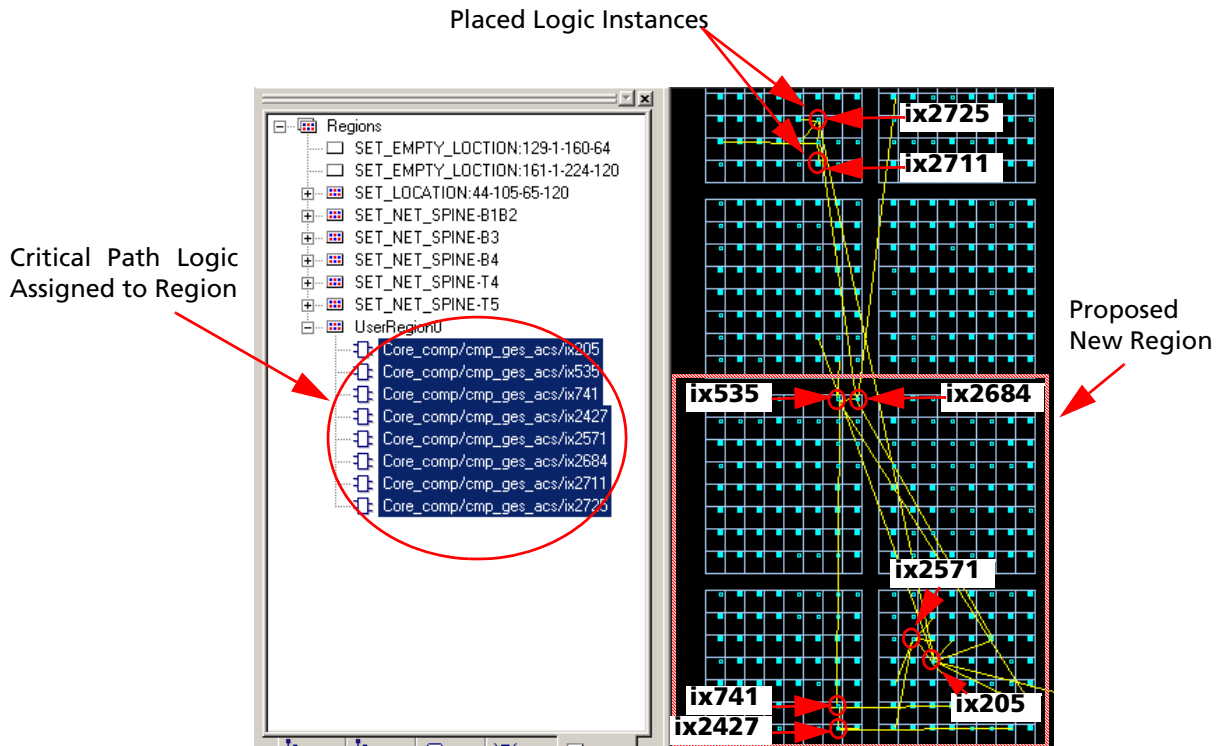 Placed Logic Instances
Regions
SET_EMPTY_LOCTION:129-1-160-64
SET_EMPTY_LOCTION:161-1-224-120
SET_LOCATION:44-105-65-120
SET_NET_SPINE-B1B2
SET_NET_SPINE-B3
SET_NET_SPINE-B4
SET_NET_SPINE-T4
SET_NET_SPINE-T5
UserRegion0
Core_comp/cmp_ges_acs/ix205
Core_comp/cmp_ges_acs/ix535
Core_comp/cmp_ges_acs/ix741
Core_comp/cmp_ges_acs/ix2427
Core_comp/cmp_ges_acs/ix2571
Core_comp/cmp_ges_acs/ix2684
Core_comp/cmp_ges_acs/ix2711
Core_comp/cmp_ges_acs/ix2725
Critical Path Logic
Assigned to Region
ix2725
ix2711
Proposed
New Region
ix535
ix2684
ix2571
ix741
ix205
ix2427